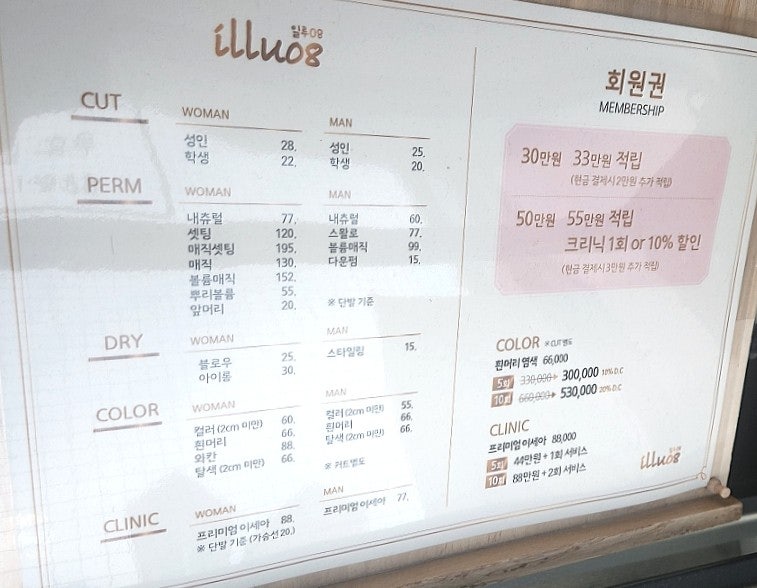 일루08
illu08
CUT
WOMAN
성인 28.
학생 22.
MAN
성인 25.
학생 20.
PERM
WOMAN
내츄럴 77.
셋팅 120.
매직셋팅 195.
매직 130.
볼륨매직 152.
뿌리볼륨 55.
앞머리 20.
MAN
내츄럴 60.
스왈로 77.
볼륨매직 99.
다운펌 15.
※ 단발 기준
DRY
WOMAN
블로우 25.
아이롱 30.
MAN
스타일링 15.
COLOR
WOMAN
컬러 (2cm 미만) 60.
흰머리 66.
왁칸 88.
탈색 (2cm 미만) 66.
MAN
컬러 (2cm 미만) 55.
흰머리 66.
탈색 (2cm 미만) 66.
※ 커트별도
CLINIC
WOMAN
프리미엄 이세아 88.
※ 단발 기준 (가슴선 20.)
MAN
프리미엄 이세아 77.
회원권
MEMBERSHIP
30만원 33만원 적립
(현금 결제시 2만원 추가 적립)
50만원 55만원 적립
크리닉 1회 or 10% 할인
(현금 결제시 3만원 추가 적립)
COLOR ※ CUT 별도
흰머리 염색 66,000
5회 330,000 300,000 10% D.C
10회 660,000 530,000 20% D.C
CLINIC
프리미엄 이세아 88,000
5회 44만원 + 1회 서비스
10회 88만원 + 2회 서비스
일루08
illu08